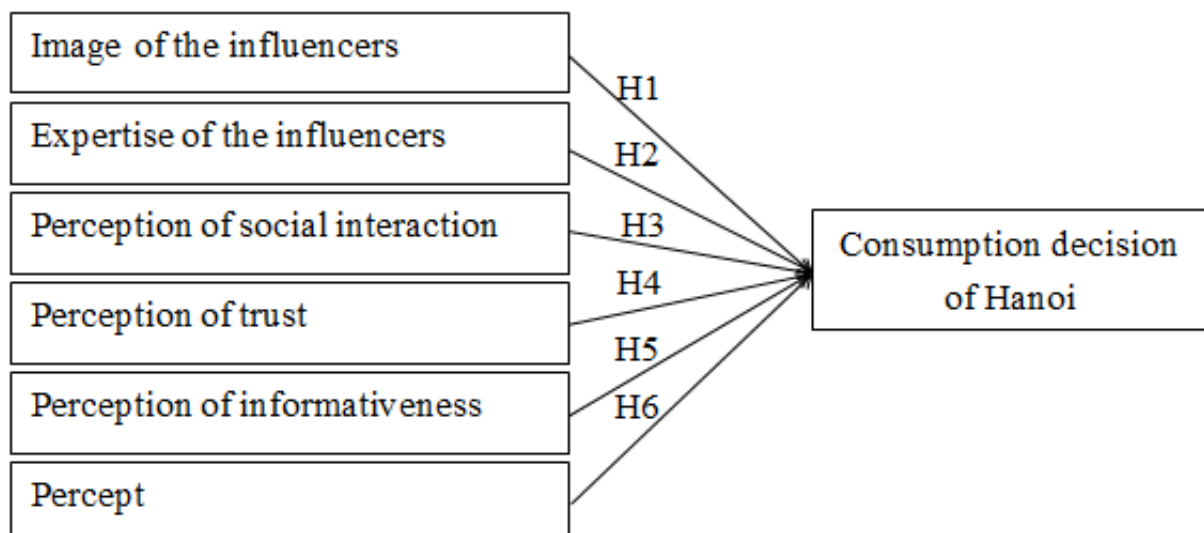 Image of the influencers
H1
Expertise of the influencers
H2
Perception of social interaction
H3
Consumption decision
of Hanoi
Perception of trust
H4
Perception of informativeness
H5
Percept
H6